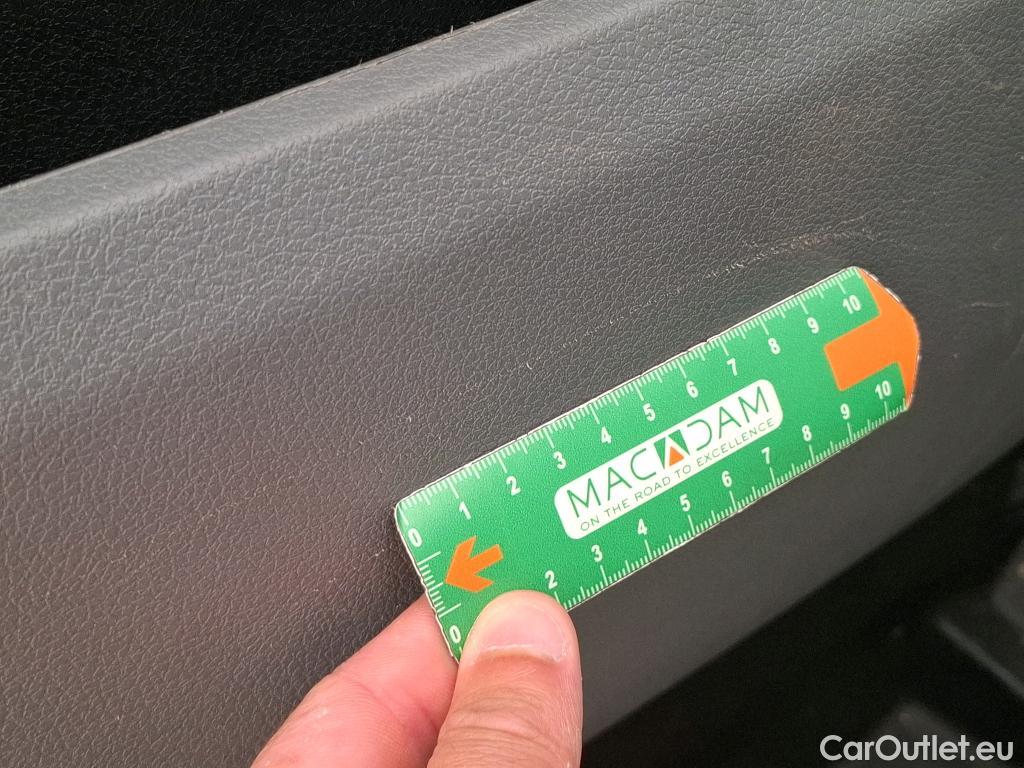 0 1 2 3 4 5 6 7 8 9 10
MACADAM
ON THE ROAD TO EXCELLENCE
0 2 3 4 5 6 7 8 9 10
CarOutlet.eu